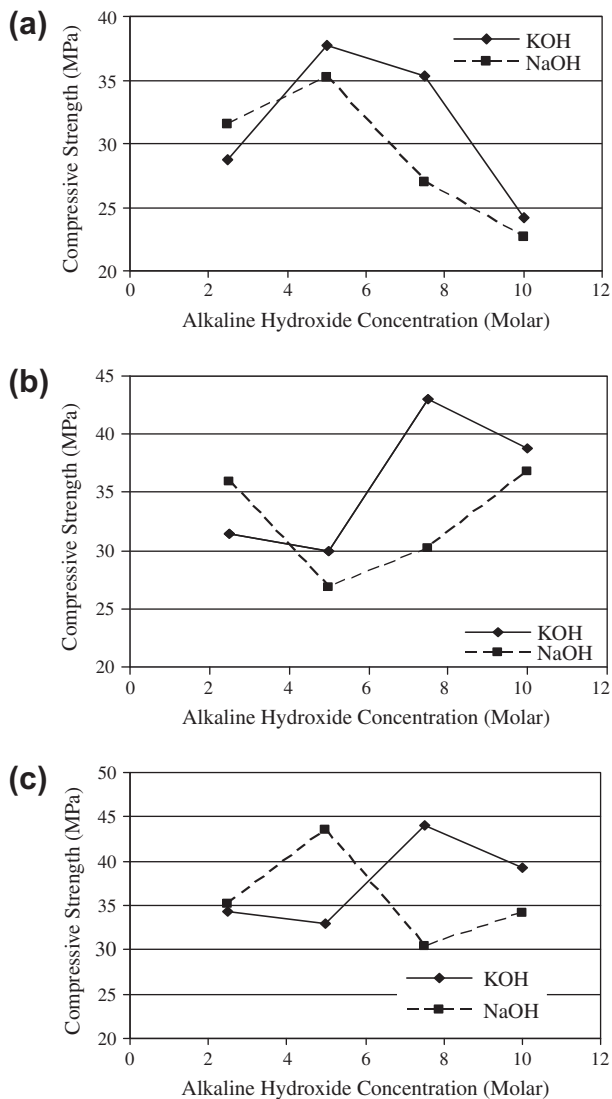 (a)
Compressive Strength (MPa)
40
35
30
25
20
KOH
NaOH
0 2 4 6 8 10 12
Alkaline Hydroxide Concentration (Molar)
(b)
Compressive Strength (MPa)
45
40
35
30
25
20
KOH
NaOH
0 2 4 6 8 10 12
Alkaline Hydroxide Concentration (Molar)
(c)
Compressive Strength (MPa)
50
45
40
35
30
25
20
KOH
NaOH
0 2 4 6 8 10 12
Alkaline Hydroxide Concentration (Molar)